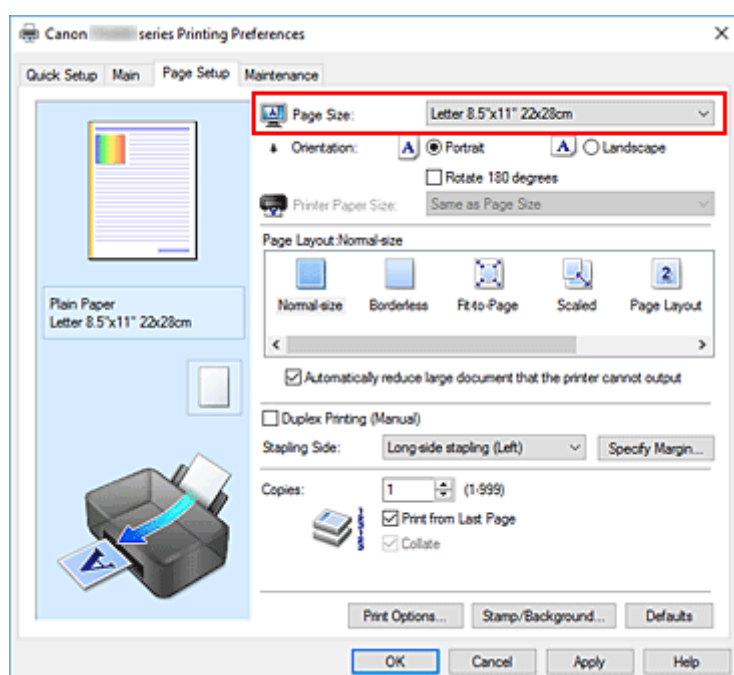 Canon series Printing Preferences
Quick Setup Main Page Setup Maintenance
Page Size: Letter 8.5"x11" 22x28cm
Orientation: A Portrait A Landscape
Rotate 180 degrees
Printer Paper Size: Same as Page Size
Page Layout:Normal-size
2
Normal-size Borderless Fit-to-Page Scaled Page Layout
Plain Paper
Letter 8.5"x11" 22x28cm
Automatically reduce large document that the printer cannot output
Duplex Printing (Manual)
Stapling Side: Long-side stapling (Left) Specify Margin...
Copies: 1 (1-999)
Print from Last Page
Collate
A
Print Options... Stamp/Background... Defaults
OK Cancel Apply Help